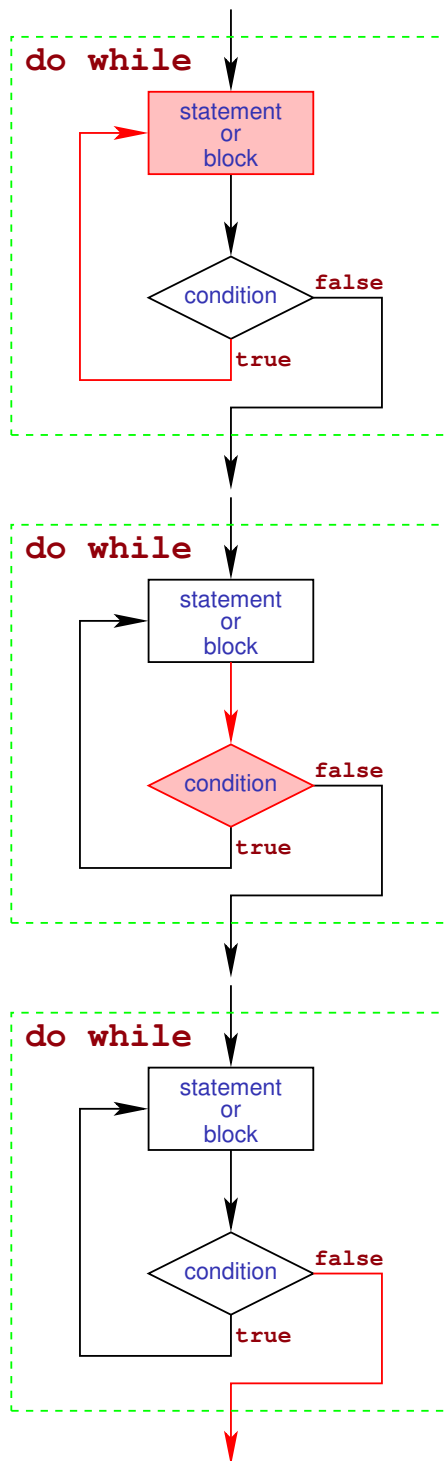 do while
statement
or
block
condition
false
true
do while
statement
or
block
condition
false
true
do while
statement
or
block
condition
false
true